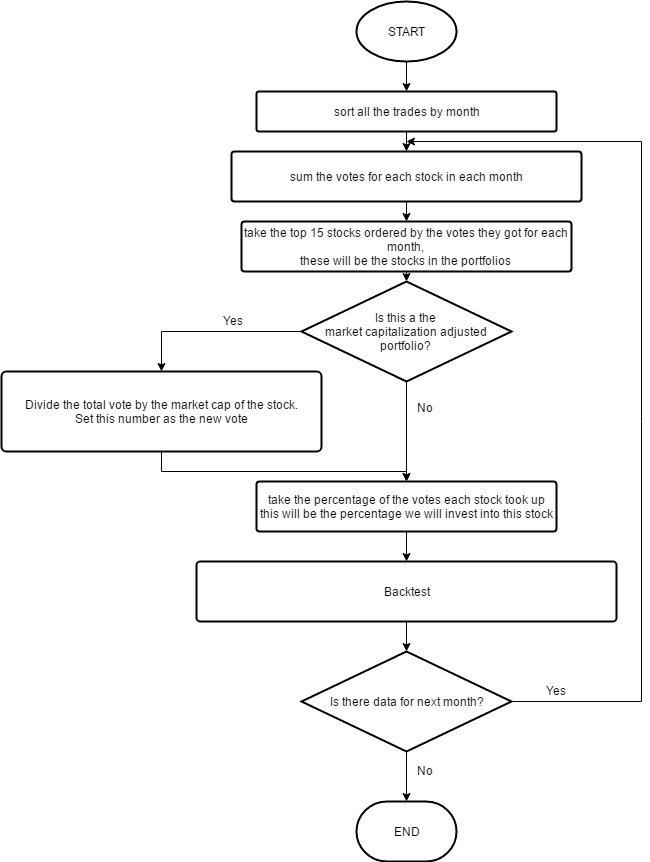 START
sort all the trades by month
sum the votes for each stock in each month
take the top 15 stocks ordered by the votes they got for each
month,
these will be the stocks in the portfolios
Is this a the
market capitalization adjusted
portfolio?
Yes
Divide the total vote by the market cap of the stock.
Set this number as the new vote
No
take the percentage of the votes each stock took up
this will be the percentage we will invest into this stock
Backtest
Is there data for next month?
Yes
No
END